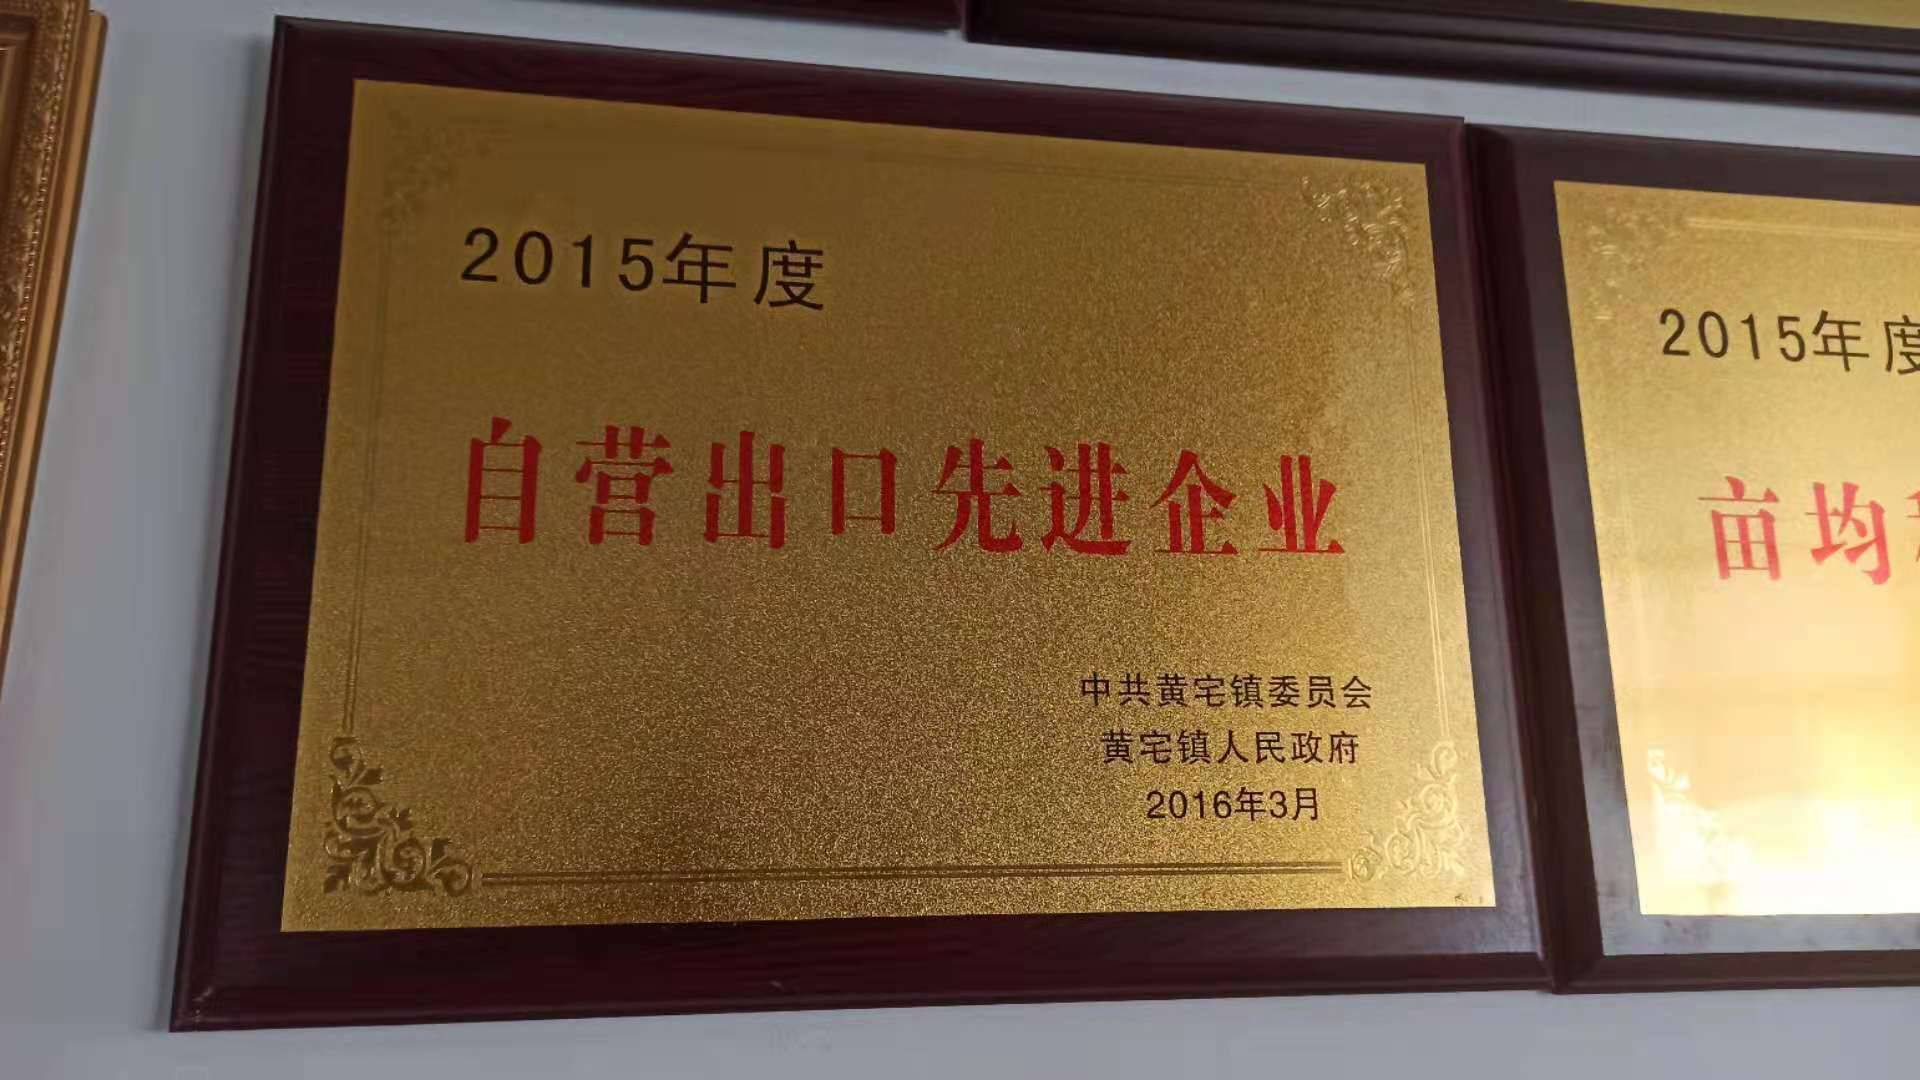 2015年度
自营出口先进企业
中共黄宅镇委员会
黄宅镇人民政府
2016年3月
2015年度
亩均